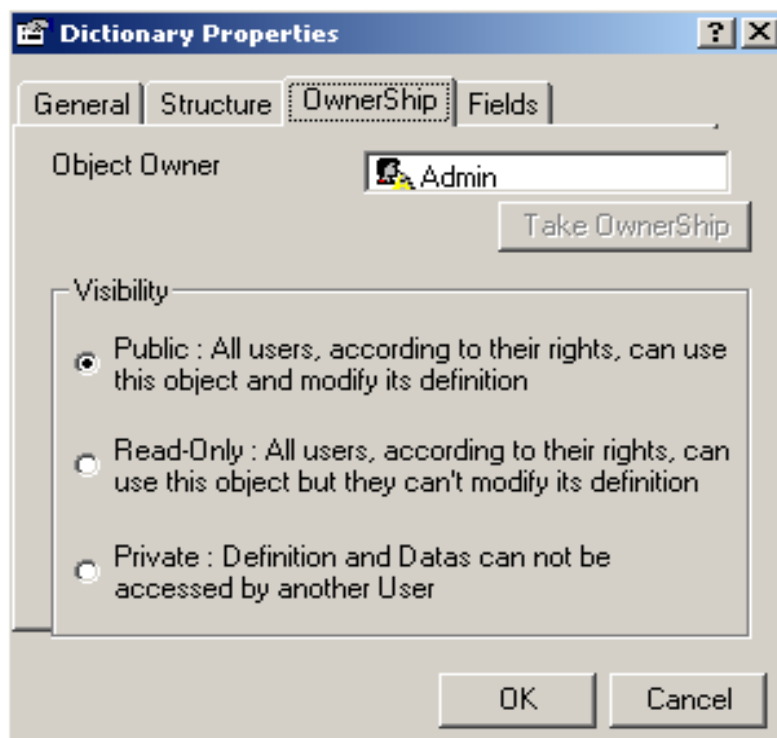 Dictionary Properties
General Structure OwnerShip Fields
Object Owner Admin
Take OwnerShip
Visibility
Public : All users, according to their rights, can use
this object and modify its definition
Read-Only : All users, according to their rights, can
use this object but they can't modify its definition
Private : Definition and Datas can not be
accessed by another User
OK Cancel